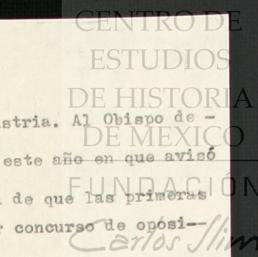 CENTRO DE
ESTUDIOS
DE HISTORIA
DE MÉXICO
FUNDACIÓN
Carlos Slim
stria. Al Obispo de -
este año en que avisó
de que las primeras
concurso de oposi--